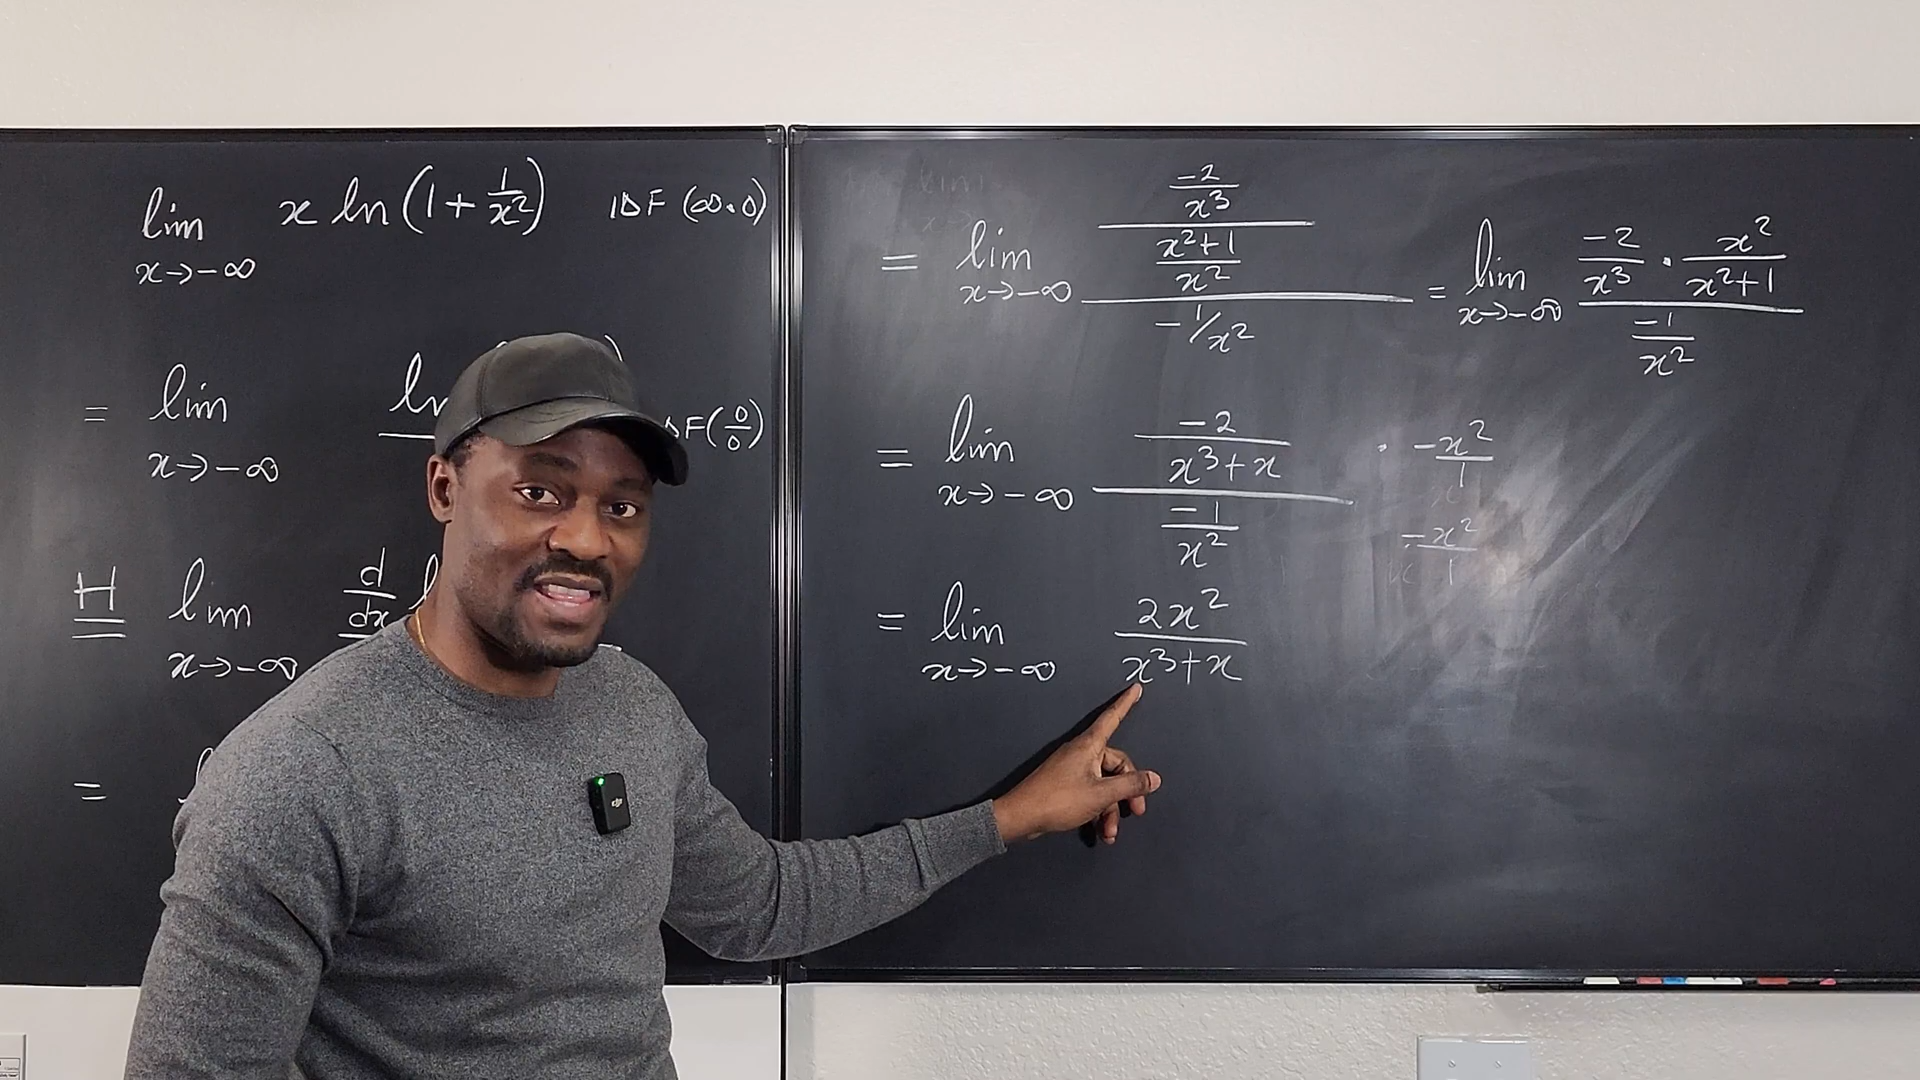 lim x→-∞ x ln(1 + 1/x²) IDF (∞·0)
= lim x→-∞ ln F(0/0)
H lim x→-∞ d/dx
=
= lim x→-∞ ((-2/x³)/((x²+1)/x²))/(-1/x²) = lim x→-∞ (-2/x³ · x²/(x²+1))/(-1/x²)
= lim x→-∞ (-2/(x³+x))/(-1/x²) · -x²/1
-x²/1
= lim x→-∞ 2x²/(x³+x)